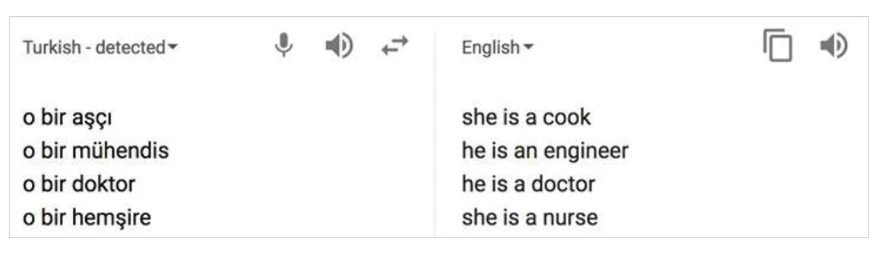 Turkish - detected
English
o bir aşçı
o bir mühendis
o bir doktor
o bir hemşire
she is a cook
he is an engineer
he is a doctor
she is a nurse